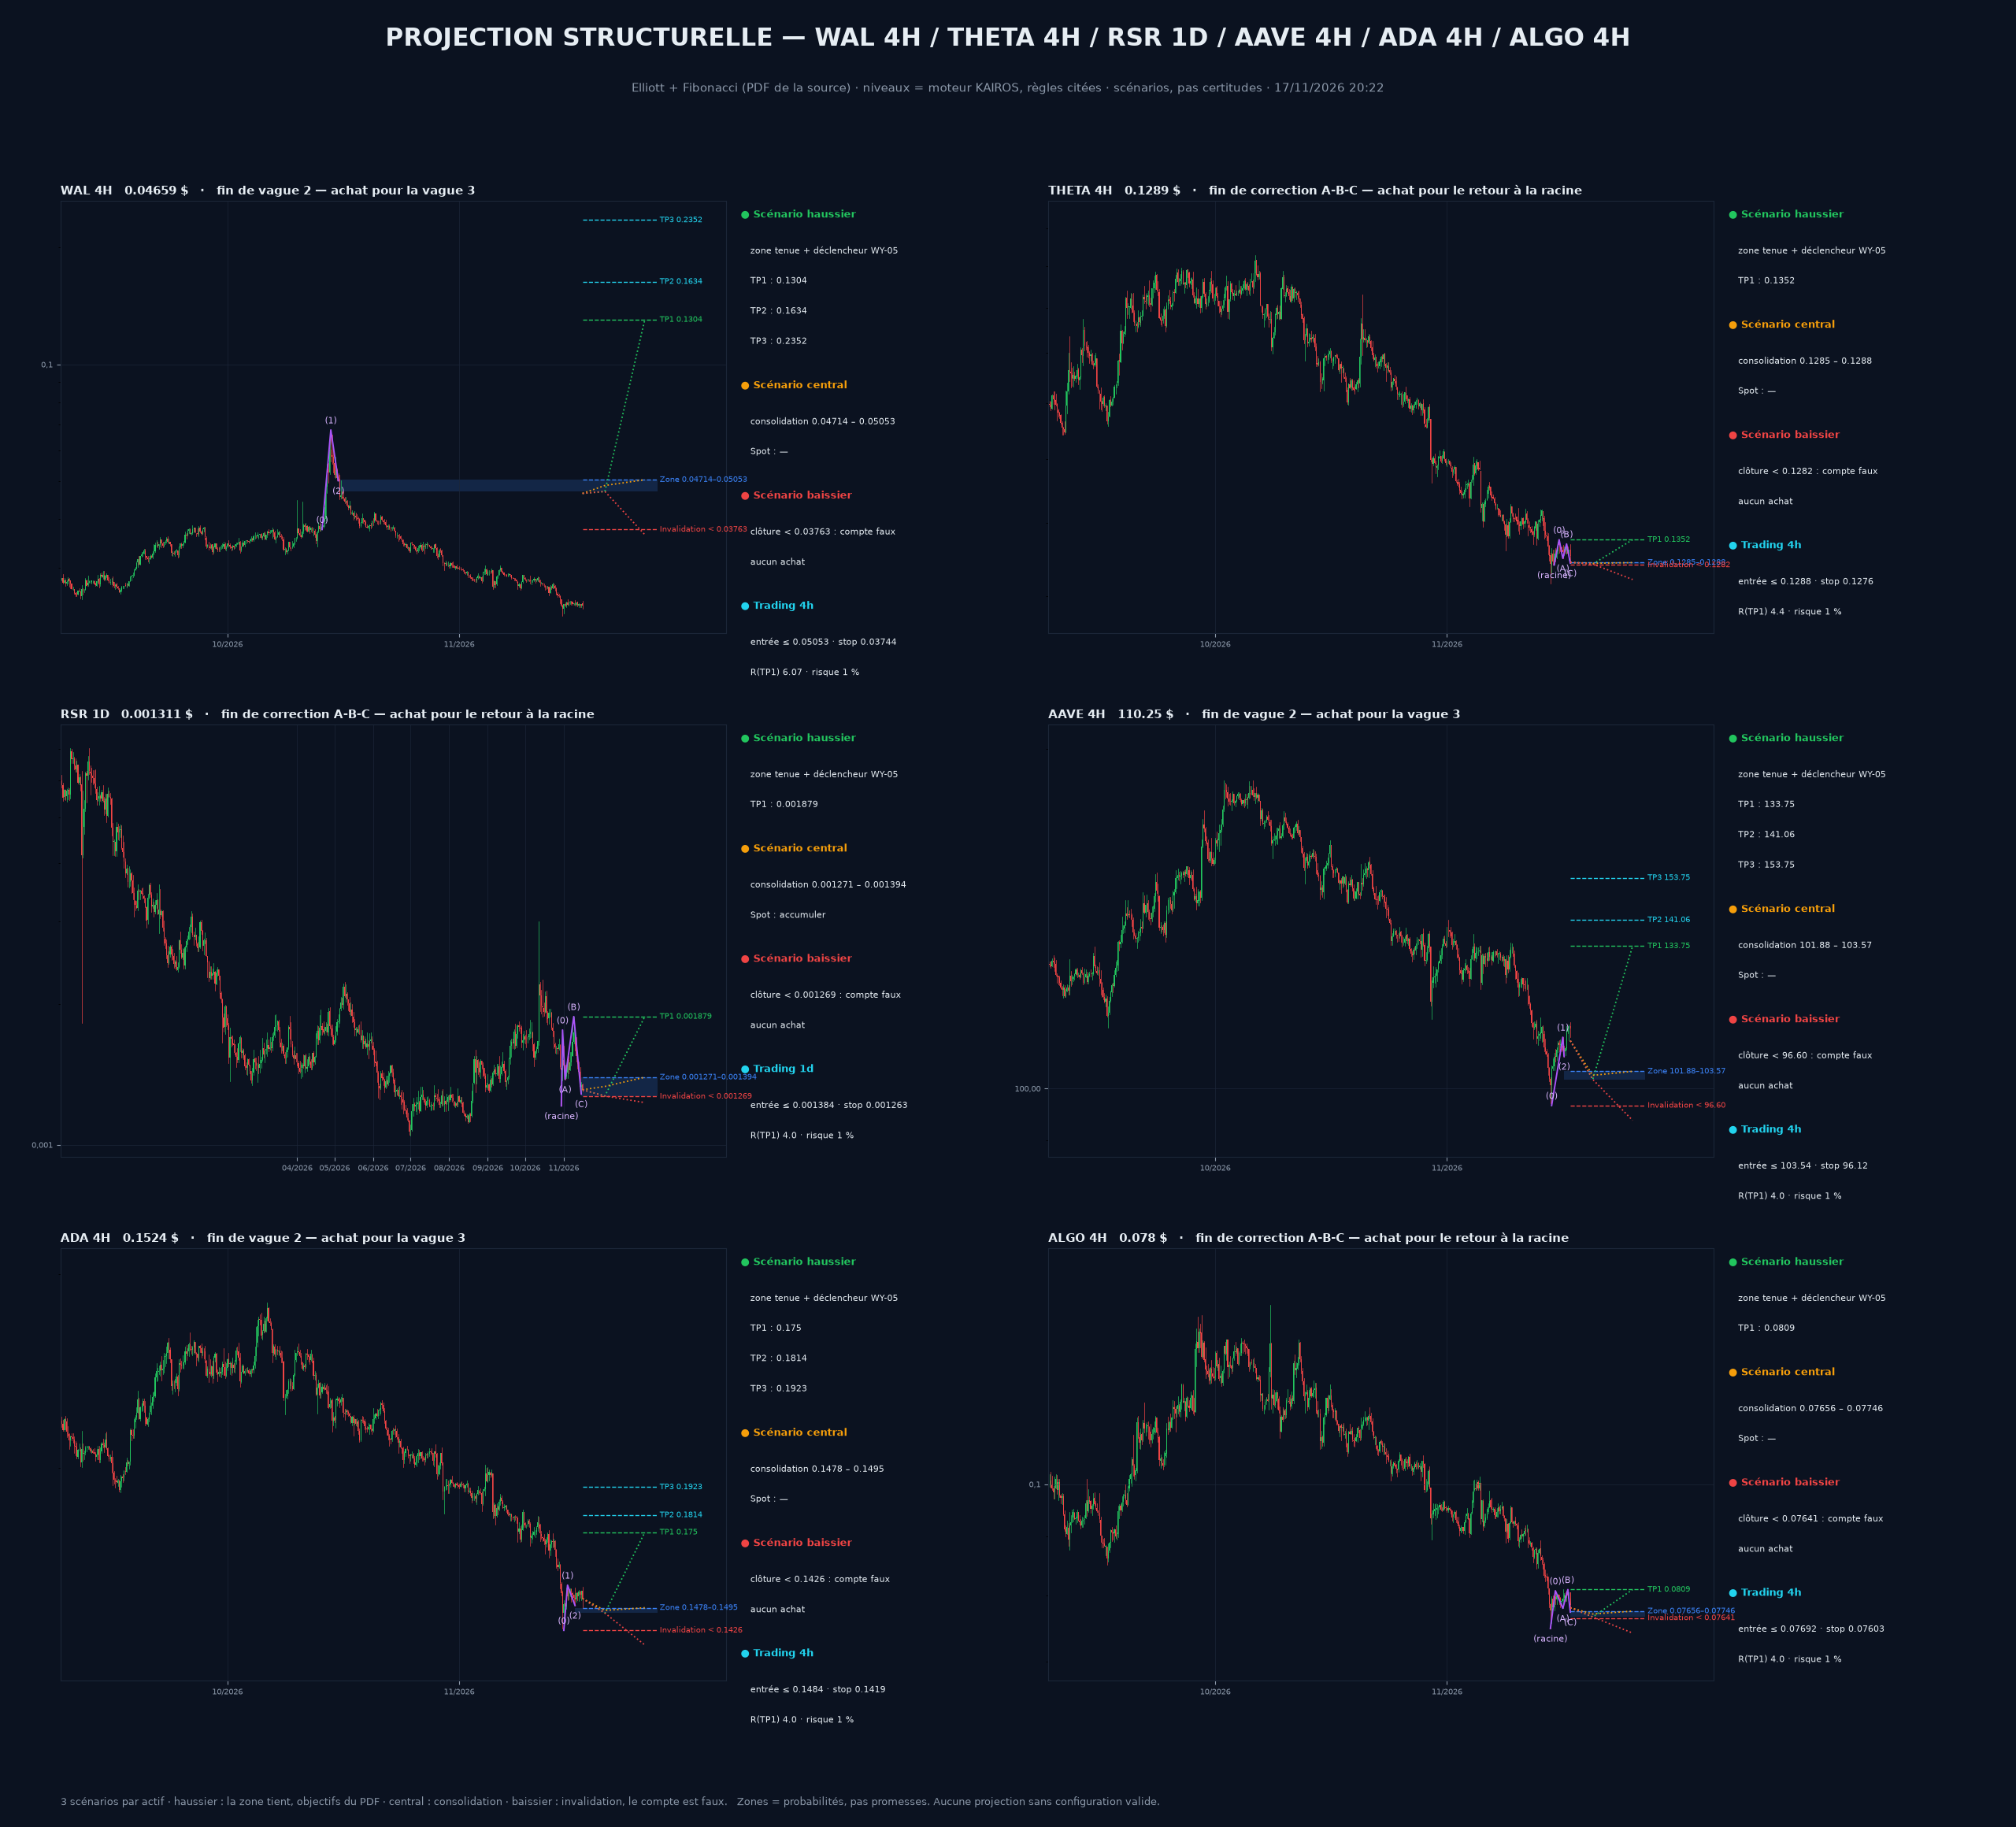 PROJECTION STRUCTURELLE — WAL 4H / THETA 4H / RSR 1D / AAVE 4H / ADA 4H / ALGO 4H
Elliott + Fibonacci (PDF de la source) · niveaux = moteur KAIROS, règles citées · scénarios, pas certitudes · 17/11/2026 20:22
WAL 4H 0.04659 $ · fin de vague 2 — achat pour la vague 3
TP3 0.2352
TP2 0.1634
TP1 0.1304
0,1
(1)
(2)
(0)
Zone 0.04714–0.05053
Invalidation < 0.03763
10/2026
11/2026
● Scénario haussier
zone tenue + déclencheur WY-05
TP1 : 0.1304
TP2 : 0.1634
TP3 : 0.2352
● Scénario central
consolidation 0.04714 – 0.05053
Spot : —
● Scénario baissier
clôture < 0.03763 : compte faux
aucun achat
● Trading 4h
entrée ≤ 0.05053 · stop 0.03744
R(TP1) 6.07 · risque 1 %
THETA 4H 0.1289 $ · fin de correction A-B-C — achat pour le retour à la racine
(0)
(B)
TP1 0.1352
Zone 0.1285–0.1288
Invalidation < 0.1282
(A)
(C)
(racine)
10/2026
11/2026
● Scénario haussier
zone tenue + déclencheur WY-05
TP1 : 0.1352
● Scénario central
consolidation 0.1285 – 0.1288
Spot : —
● Scénario baissier
clôture < 0.1282 : compte faux
aucun achat
● Trading 4h
entrée ≤ 0.1288 · stop 0.1276
R(TP1) 4.4 · risque 1 %
RSR 1D 0.001311 $ · fin de correction A-B-C — achat pour le retour à la racine
(B)
(0)
TP1 0.001879
Zone 0.001271–0.001394
(A)
Invalidation < 0.001269
(C)
(racine)
0,001
04/2026
05/2026
06/2026
07/2026
08/2026
09/2026
10/2026
11/2026
● Scénario haussier
zone tenue + déclencheur WY-05
TP1 : 0.001879
● Scénario central
consolidation 0.001271 – 0.001394
Spot : accumuler
● Scénario baissier
clôture < 0.001269 : compte faux
aucun achat
● Trading 1d
entrée ≤ 0.001384 · stop 0.001263
R(TP1) 4.0 · risque 1 %
AAVE 4H 110.25 $ · fin de vague 2 — achat pour la vague 3
TP3 153.75
TP2 141.06
TP1 133.75
(1)
(2)
Zone 101.88–103.57
100,00
(0)
Invalidation < 96.60
10/2026
11/2026
● Scénario haussier
zone tenue + déclencheur WY-05
TP1 : 133.75
TP2 : 141.06
TP3 : 153.75
● Scénario central
consolidation 101.88 – 103.57
Spot : —
● Scénario baissier
clôture < 96.60 : compte faux
aucun achat
● Trading 4h
entrée ≤ 103.54 · stop 96.12
R(TP1) 4.0 · risque 1 %
ADA 4H 0.1524 $ · fin de vague 2 — achat pour la vague 3
TP3 0.1923
TP2 0.1814
TP1 0.175
(1)
Zone 0.1478–0.1495
(2)
(0)
Invalidation < 0.1426
10/2026
11/2026
● Scénario haussier
zone tenue + déclencheur WY-05
TP1 : 0.175
TP2 : 0.1814
TP3 : 0.1923
● Scénario central
consolidation 0.1478 – 0.1495
Spot : —
● Scénario baissier
clôture < 0.1426 : compte faux
aucun achat
● Trading 4h
entrée ≤ 0.1484 · stop 0.1419
R(TP1) 4.0 · risque 1 %
ALGO 4H 0.078 $ · fin de correction A-B-C — achat pour le retour à la racine
0,1
(0)
(B)
TP1 0.0809
Zone 0.07656–0.07746
Invalidation < 0.07641
(A)
(C)
(racine)
10/2026
11/2026
● Scénario haussier
zone tenue + déclencheur WY-05
TP1 : 0.0809
● Scénario central
consolidation 0.07656 – 0.07746
Spot : —
● Scénario baissier
clôture < 0.07641 : compte faux
aucun achat
● Trading 4h
entrée ≤ 0.07692 · stop 0.07603
R(TP1) 4.0 · risque 1 %
3 scénarios par actif · haussier : la zone tient, objectifs du PDF · central : consolidation · baissier : invalidation, le compte est faux. Zones = probabilités, pas promesses. Aucune projection sans configuration valide.